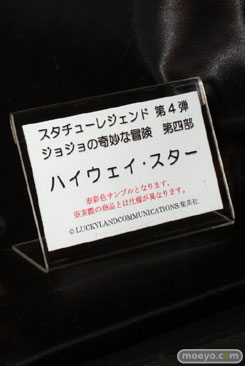 スタチューレジェンド 第4弾
ジョジョの奇妙な冒険 第四部
ハイウェイ・スター
※彩色サンプルとなります。
※実際の商品とは仕様が異なります。
© LUCKYLANDCOMMUNICATIONS/集英社
moeyo.com